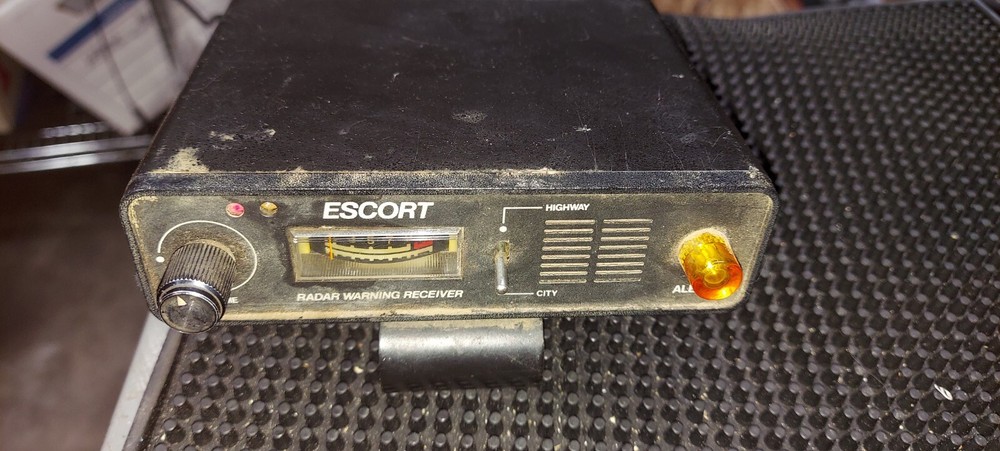 ESCORT
RADAR WARNING RECEIVER
HIGHWAY
CITY